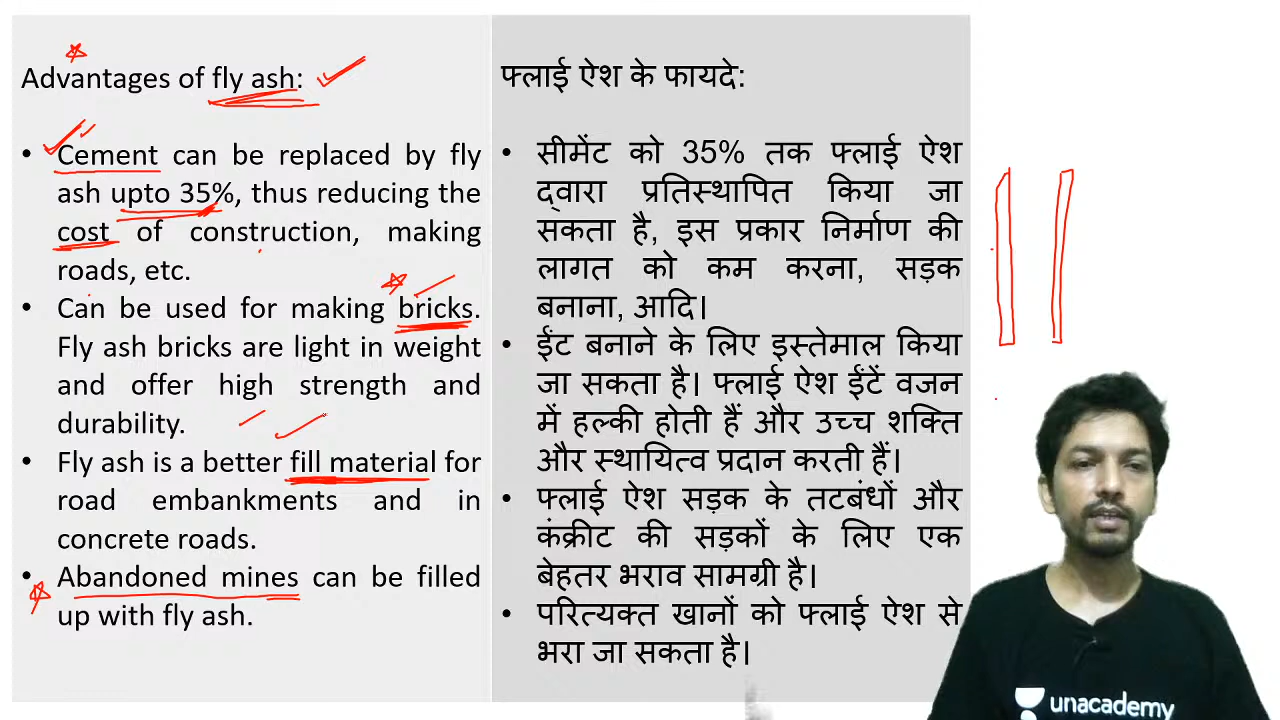 Advantages of fly ash:
Cement can be replaced by fly
ash upto 35%, thus reducing the
cost of construction, making
roads, etc.
Can be used for making bricks.
Fly ash bricks are light in weight
and offer high strength and
durability.
Fly ash is a better fill material for
road embankments and in
concrete roads.
Abandoned mines can be filled
up with fly ash.
फ्लाई ऐश के फायदे:
सीमेंट को 35% तक फ्लाई ऐश
द्वारा प्रतिस्थापित किया जा
सकता है, इस प्रकार निर्माण की
लागत को कम करना, सड़क
बनाना, आदि।
ईंट बनाने के लिए इस्तेमाल किया
जा सकता है। फ्लाई ऐश ईंटें वजन
में हल्की होती हैं और उच्च शक्ति
और स्थायित्व प्रदान करती हैं।
फ्लाई ऐश सड़क के तटबंधों और
कंक्रीट की सड़कों के लिए एक
बेहतर भराव सामग्री है।
परित्यक्त खानों को फ्लाई ऐश से
भरा जा सकता है।
unacademy